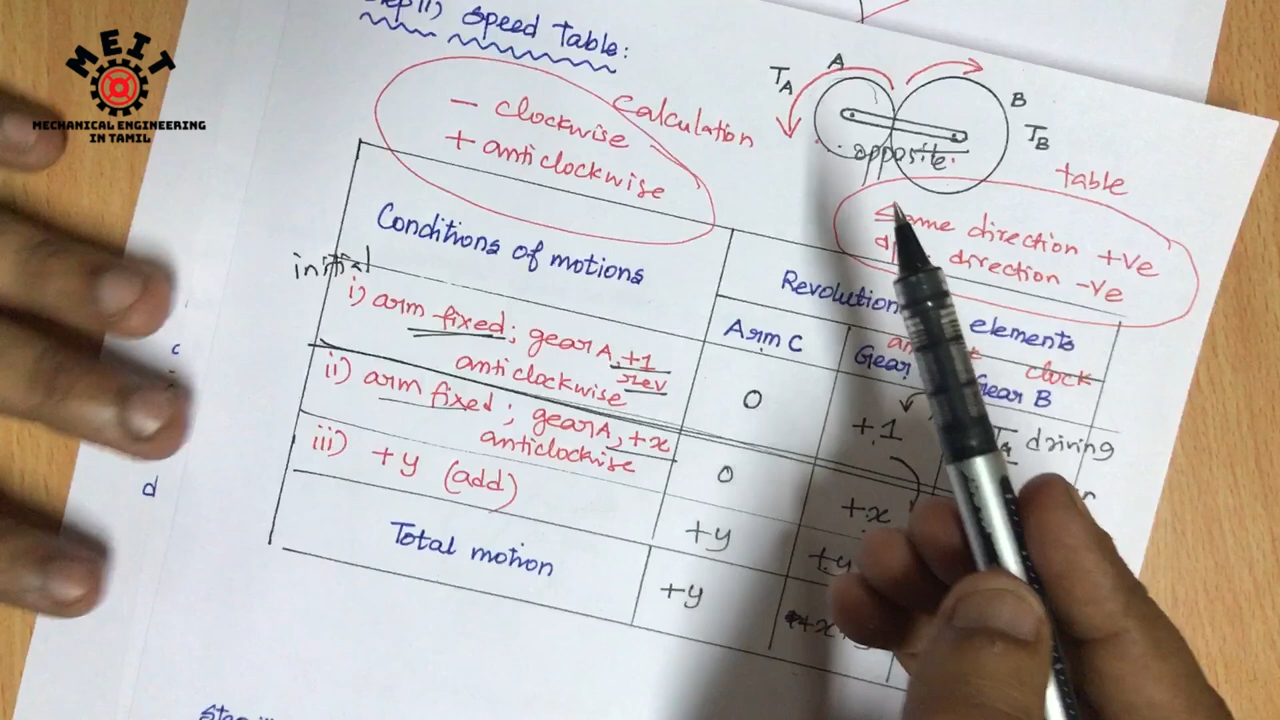 MEIT
MECHANICAL ENGINEERING
IN TAMIL
Speed Table:
- clockwise
+ anticlockwise
calculation
A
TA
B
TB
opposite
table
Same direction +ve
direction -ve
Conditions of motions
Revolution
elements
initial
Arm C
Gear
clock
Gear B
i) arm fixed; gear A, +1
rev
anticlockwise
0
+1
TA
driving
ii) arm fixed; gear A, +x
anticlockwise
0
+x
iii) +y (add)
+y
+y
Total motion
+y
+x
c
d